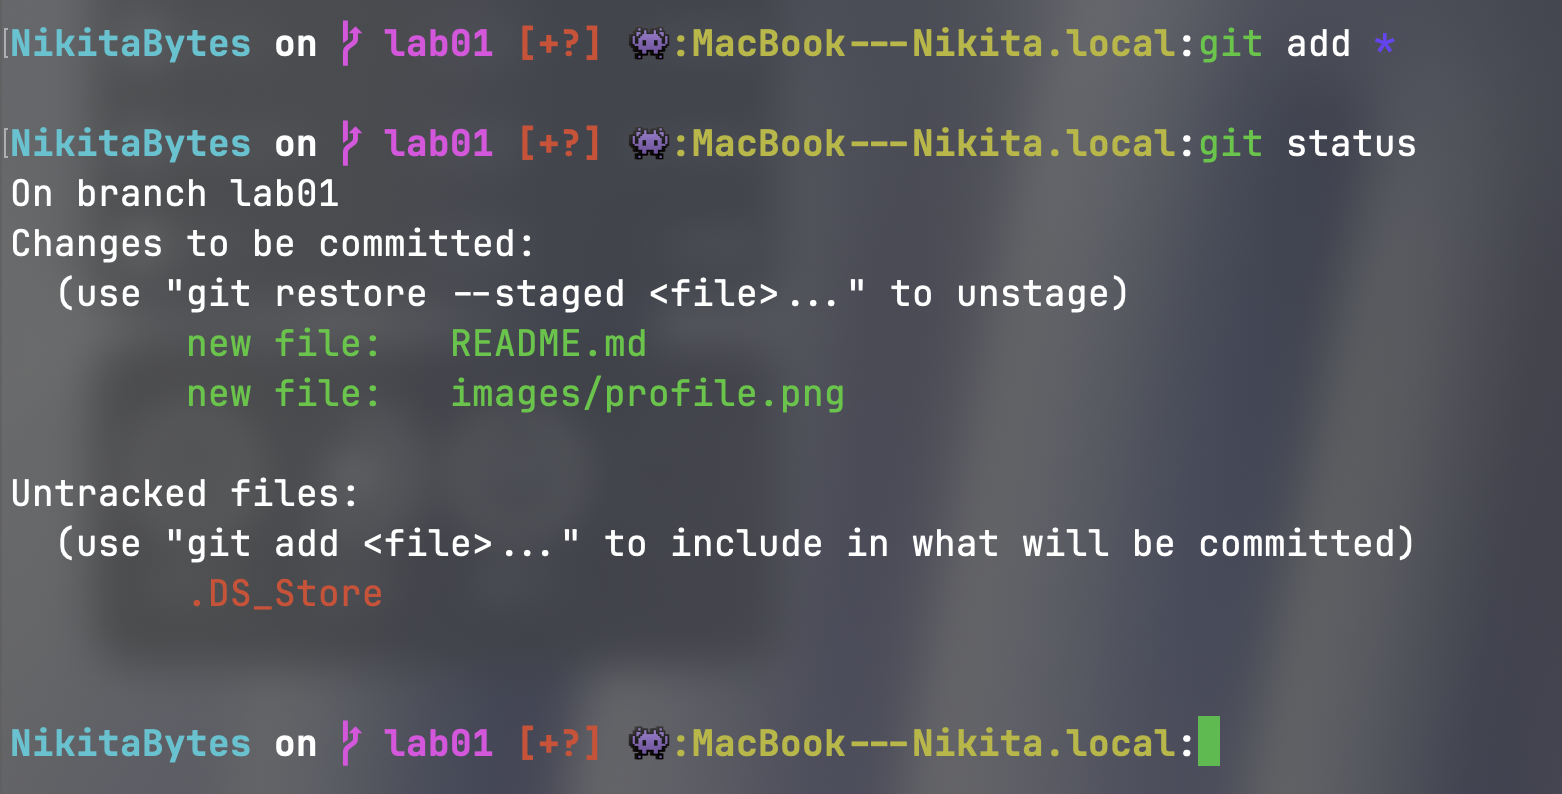 NikitaBytes on lab01 [+?] 👾:MacBook---Nikita.local:git add *
NikitaBytes on lab01 [+?] 👾:MacBook---Nikita.local:git status
On branch lab01
Changes to be committed:
  (use "git restore --staged <file>..." to unstage)
        new file:   README.md
        new file:   images/profile.png
Untracked files:
  (use "git add <file>..." to include in what will be committed)
        .DS_Store
NikitaBytes on lab01 [+?] 👾:MacBook---Nikita.local: